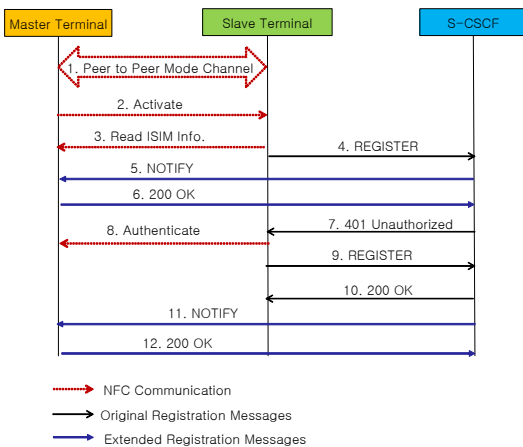 Master Terminal
Slave Terminal
S-CSCF
1. Peer to Peer Mode Channel
2. Activate
3. Read ISIM Info.
4. REGISTER
5. NOTIFY
6. 200 OK
7. 401 Unauthorized
8. Authenticate
9. REGISTER
10. 200 OK
11. NOTIFY
12. 200 OK
NFC Communication
Original Registration Messages
Extended Registration Messages